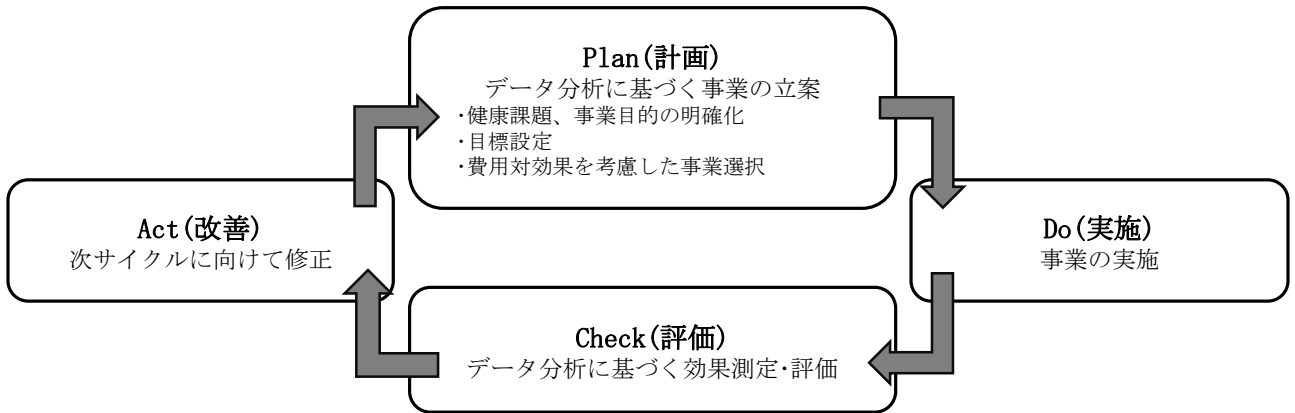 Plan(計画)
データ分析に基づく事業の立案
・健康課題、事業目的の明確化
・目標設定
・費用対効果を考慮した事業選択
Act(改善)
次サイクルに向けて修正
Do(実施)
事業の実施
Check(評価)
データ分析に基づく効果測定・評価